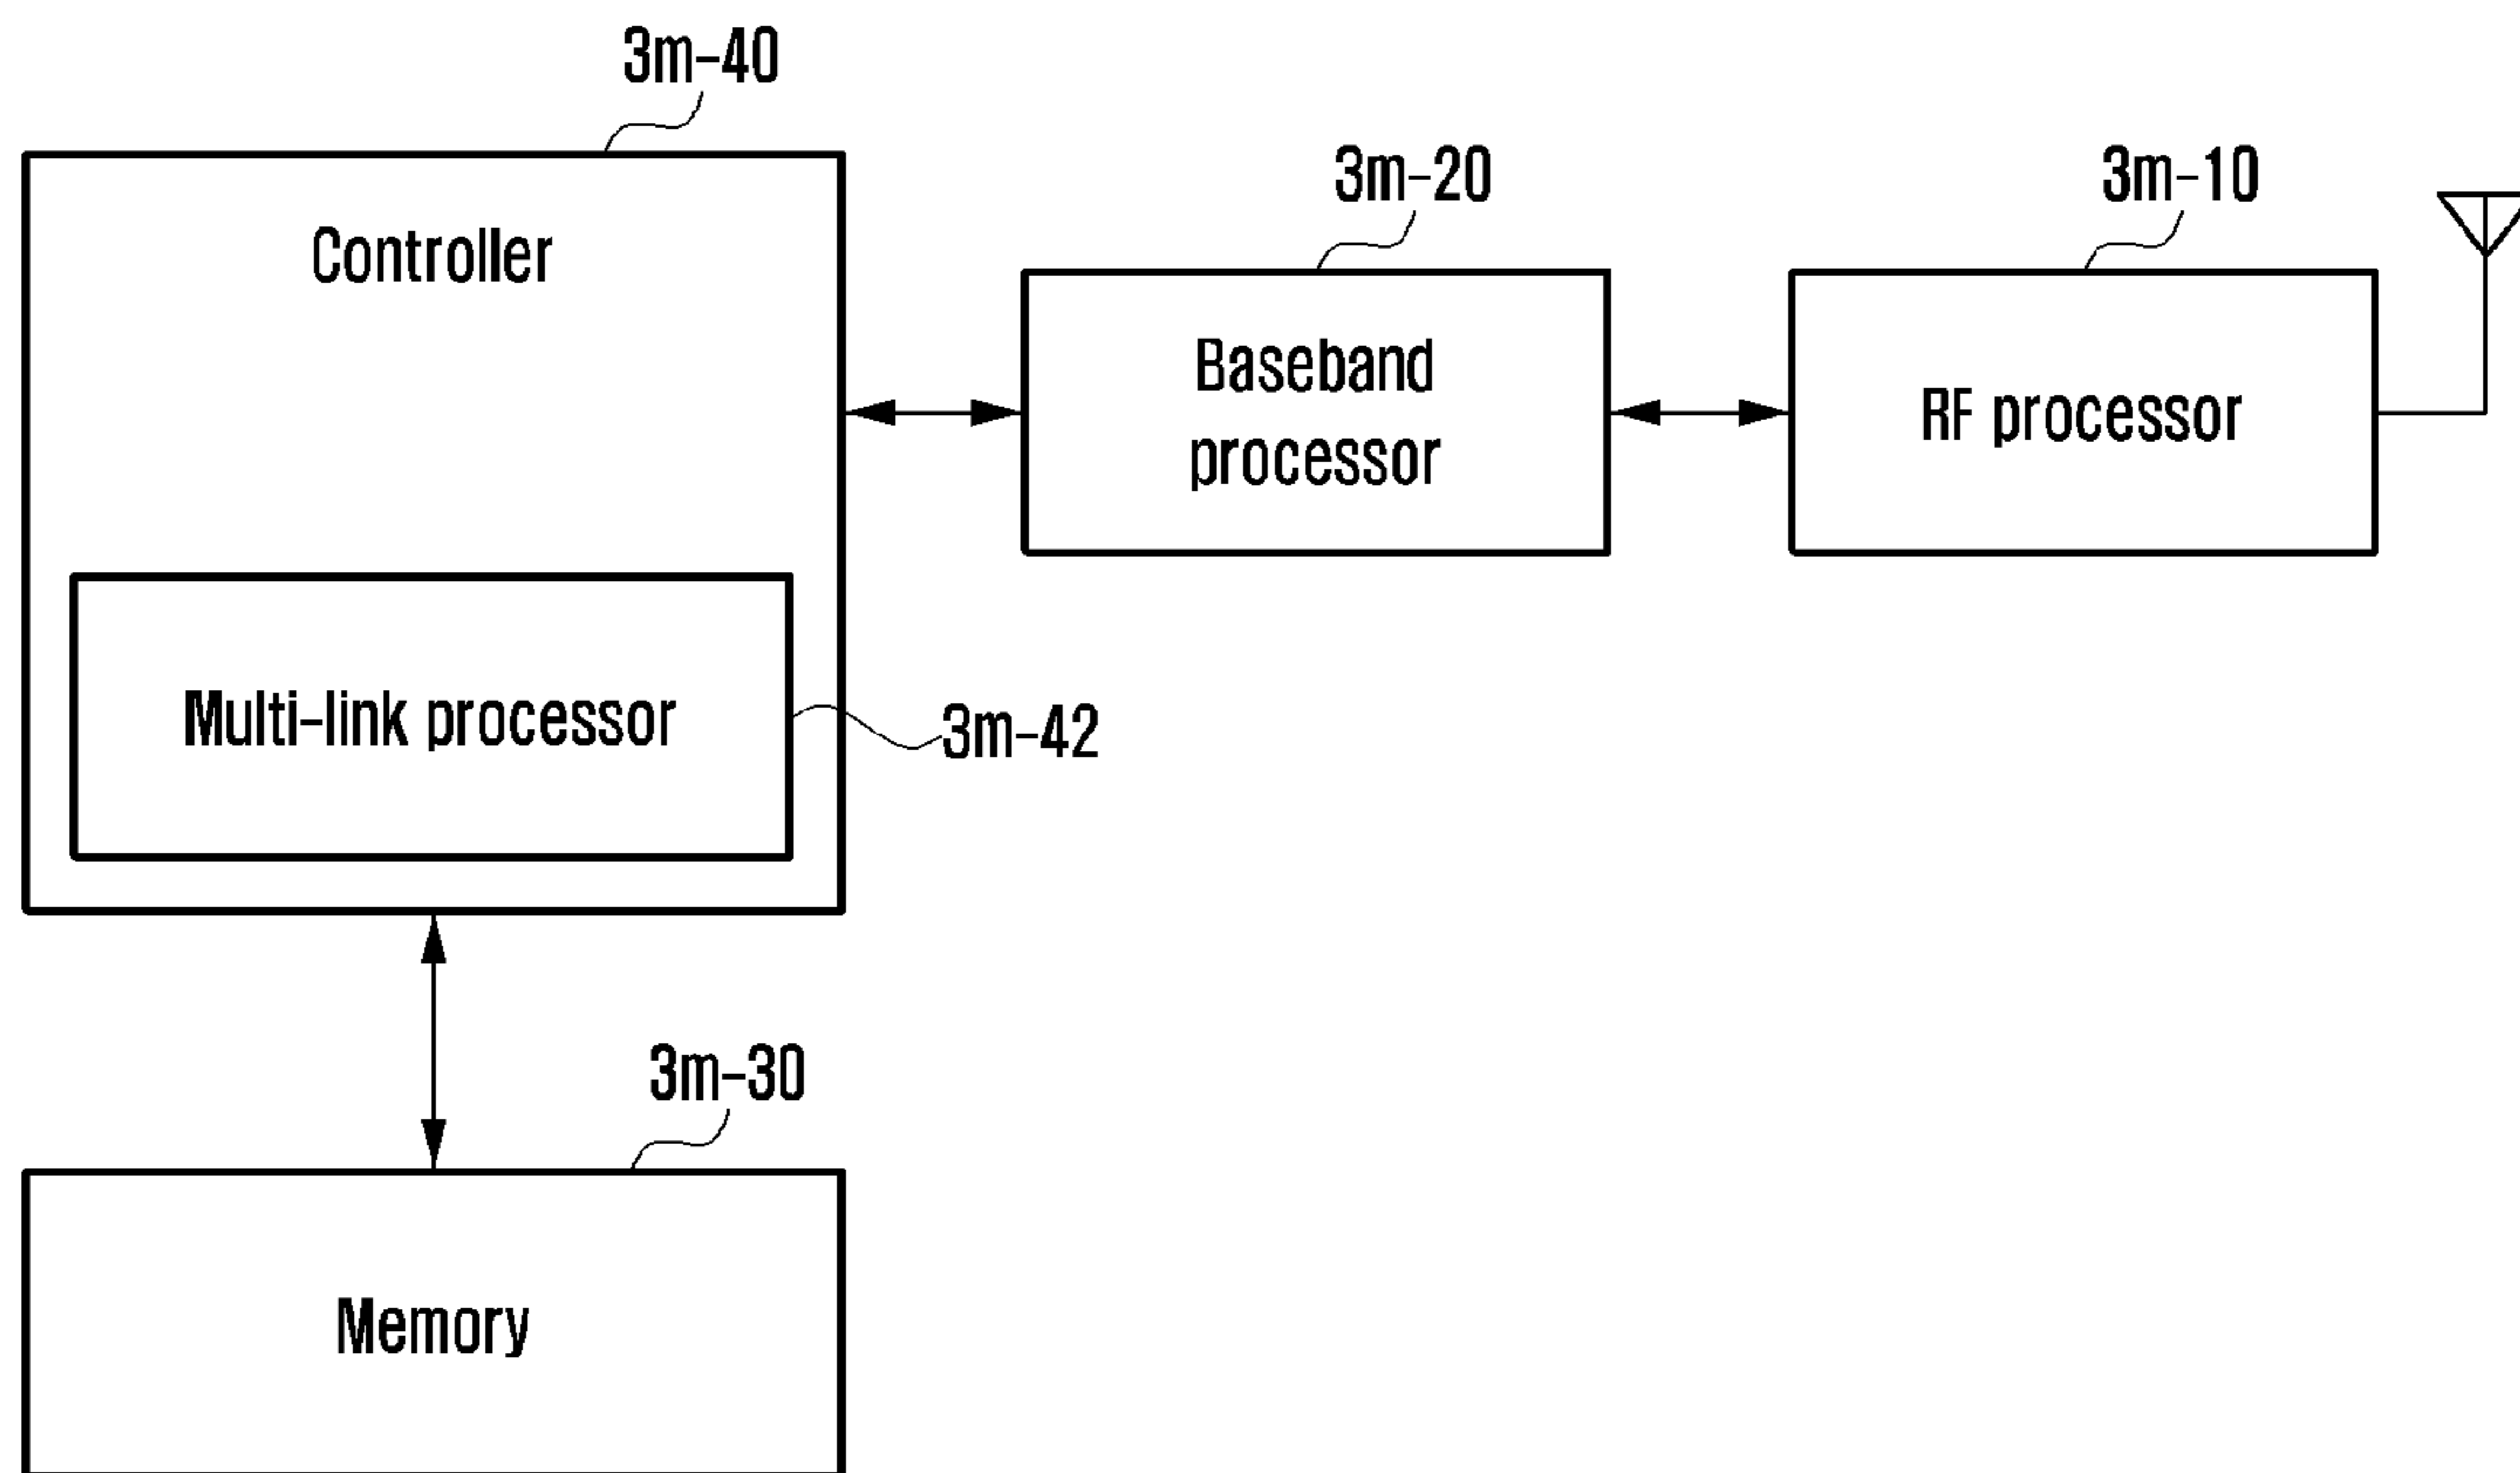 3m-40
Controller
3m-20
Baseband
processor
3m-10
RF processor
Multi-link processor
3m-42
3m-30
Memory